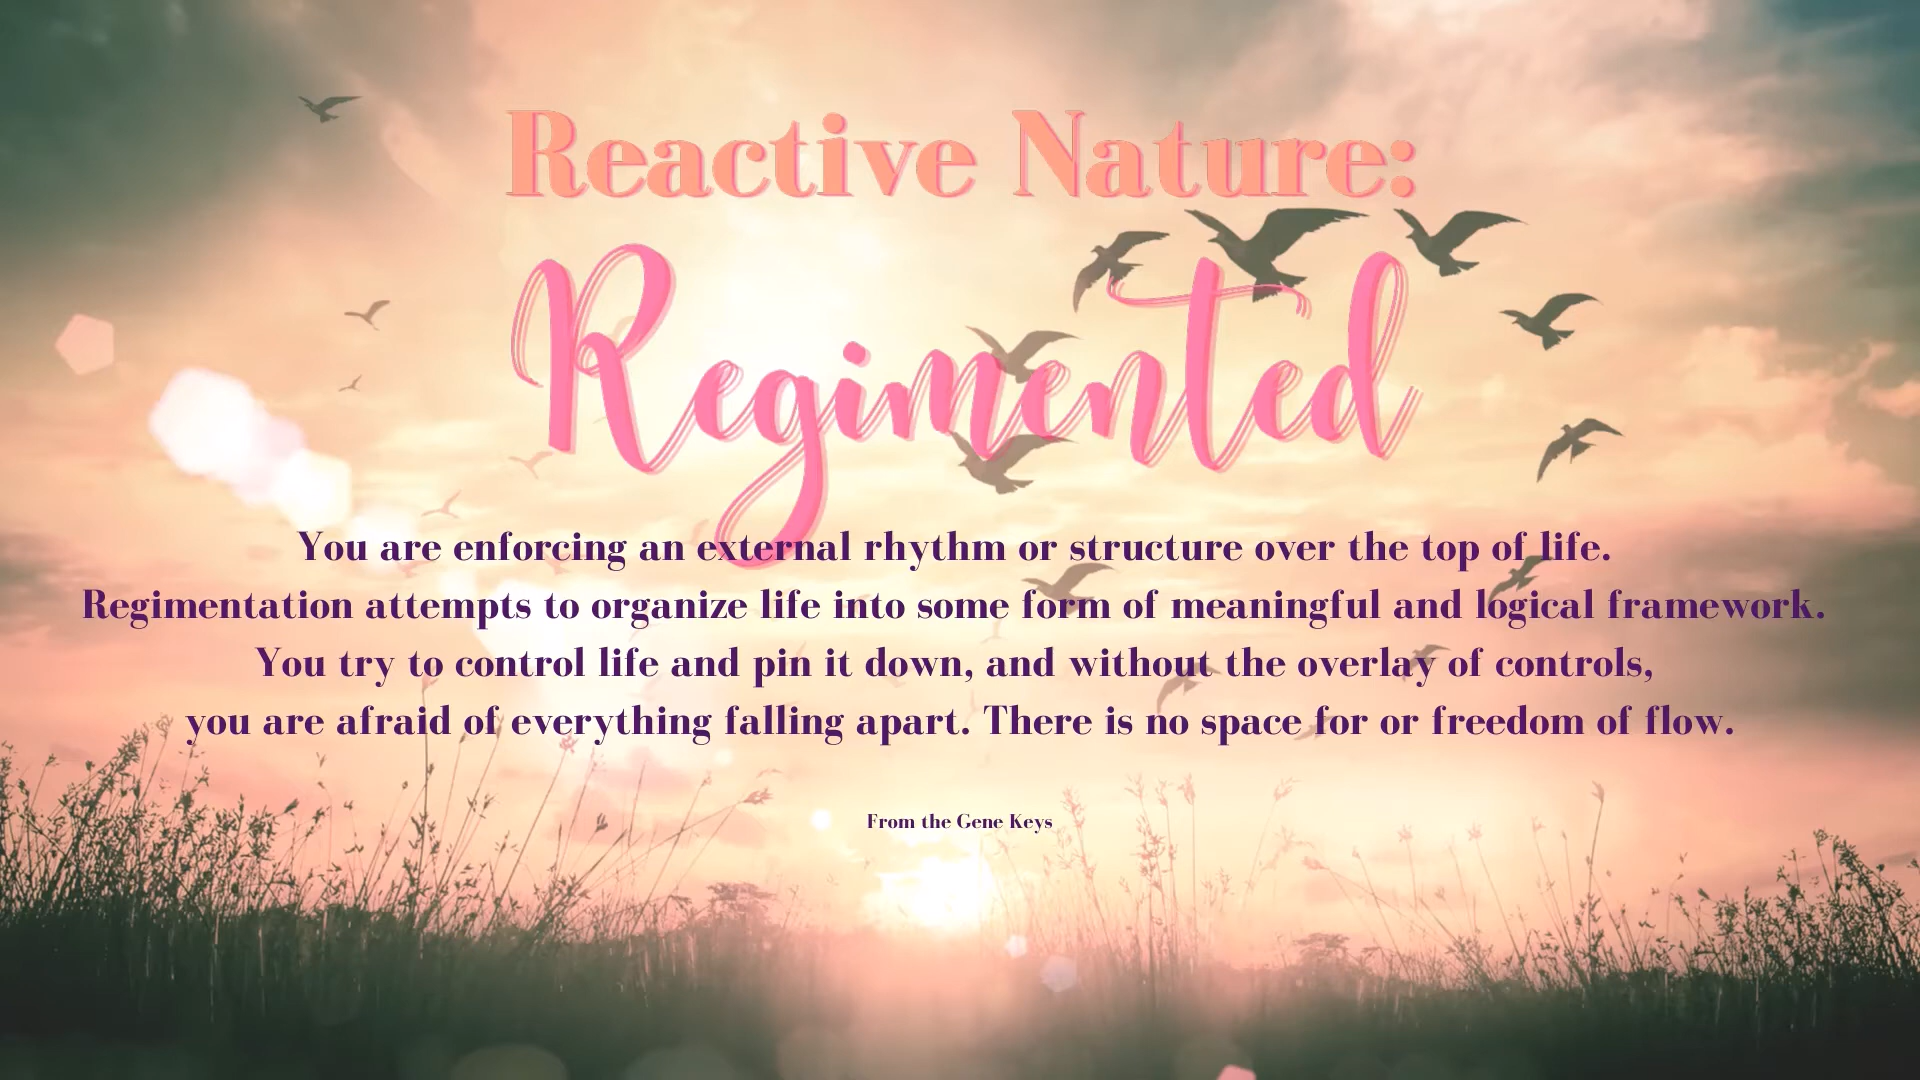 Reactive Nature:
Regimented
You are enforcing an external rhythm or structure over the top of life.
Regimentation attempts to organize life into some form of meaningful and logical framework.
You try to control life and pin it down, and without the overlay of controls,
you are afraid of everything falling apart. There is no space for or freedom of flow.
From the Gene Keys